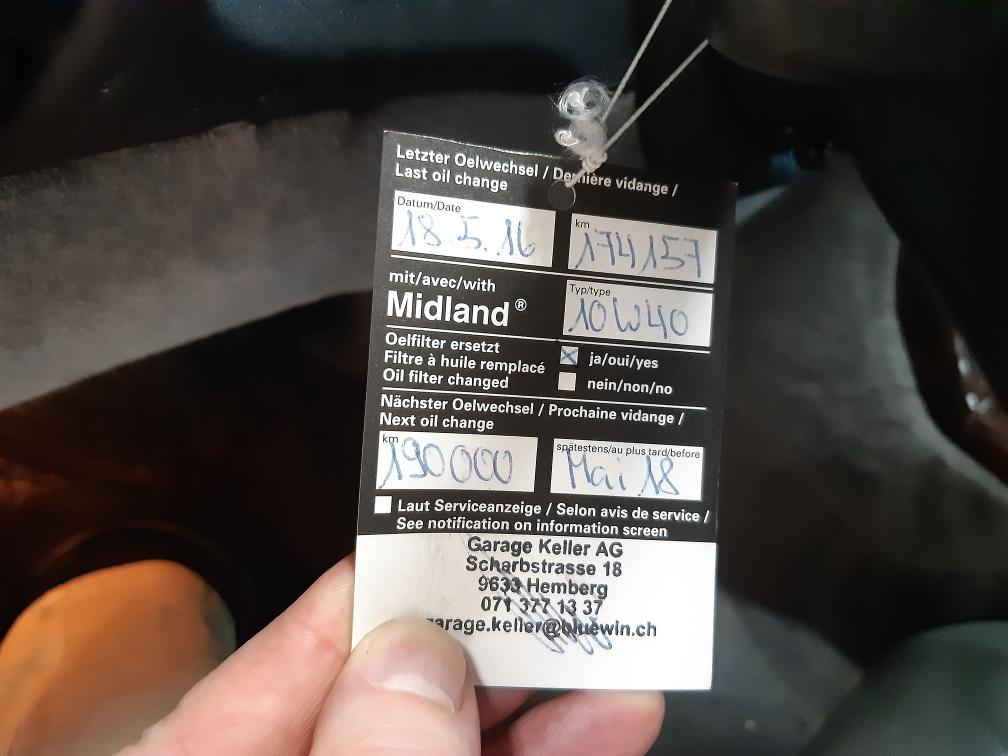 Letzter Oelwechsel / Dernière vidange /
Last oil change
Datum/Date
18.5.16
km
174157
mit/avec/with
Midland®
Typ/type
10W40
Oelfilter ersetzt
Filtre à huile remplacé
Oil filter changed
ja/oui/yes
nein/non/no
Nächster Oelwechsel / Prochaine vidange /
Next oil change
km
190000
spätestens/au plus tard/before
Mai 18
Laut Serviceanzeige / Selon avis de service /
See notification on information screen
Garage Keller AG
Scharbstrasse 18
9633 Hemberg
071 377 13 37
garage.keller@bluewin.ch